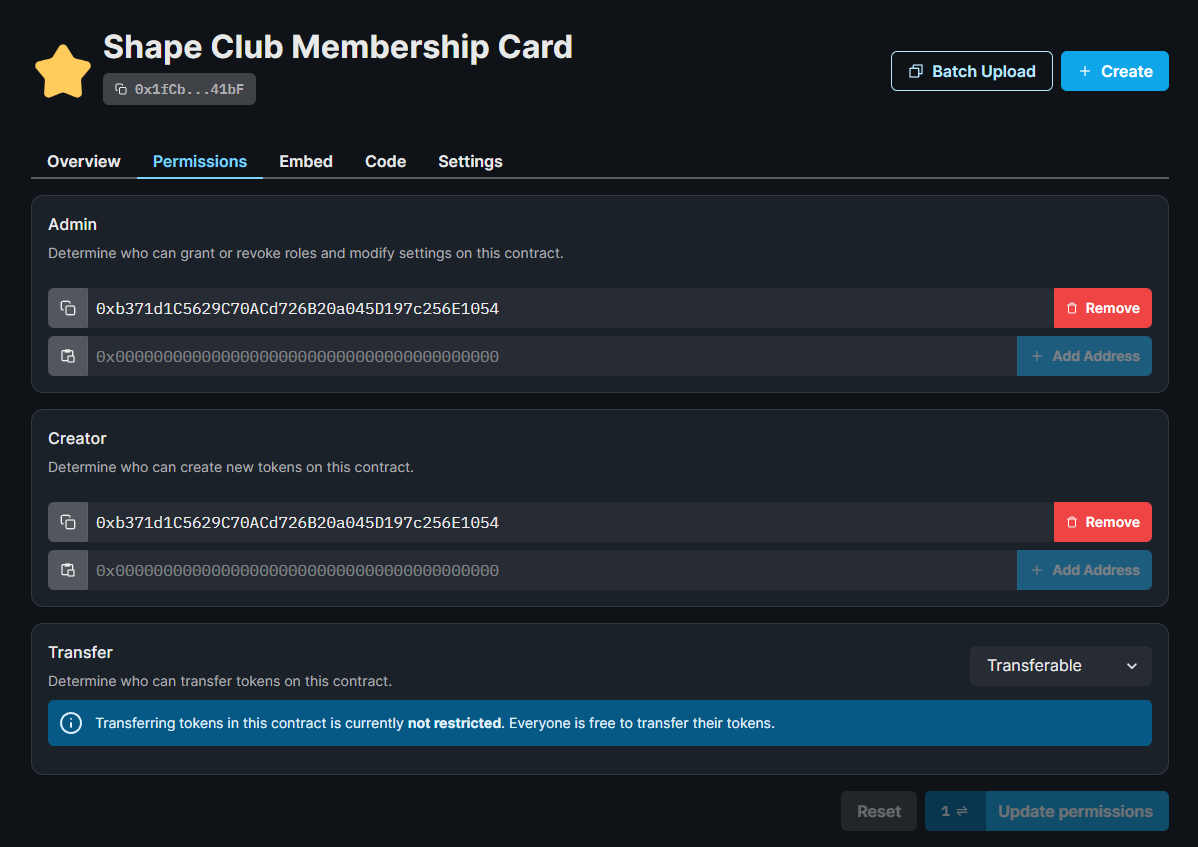 Shape Club Membership Card
0x1fCb...41bF
Batch Upload
+ Create
Overview Permissions Embed Code Settings
Admin
Determine who can grant or revoke roles and modify settings on this contract.
0xb371d1C5629C70ACd726B20a045D197c256E1054
Remove
0x0000000000000000000000000000000000000000
+ Add Address
Creator
Determine who can create new tokens on this contract.
0xb371d1C5629C70ACd726B20a045D197c256E1054
Remove
0x0000000000000000000000000000000000000000
+ Add Address
Transfer
Transferable
Determine who can transfer tokens on this contract.
Transferring tokens in this contract is currently not restricted. Everyone is free to transfer their tokens.
Reset
1 ⇌ Update permissions